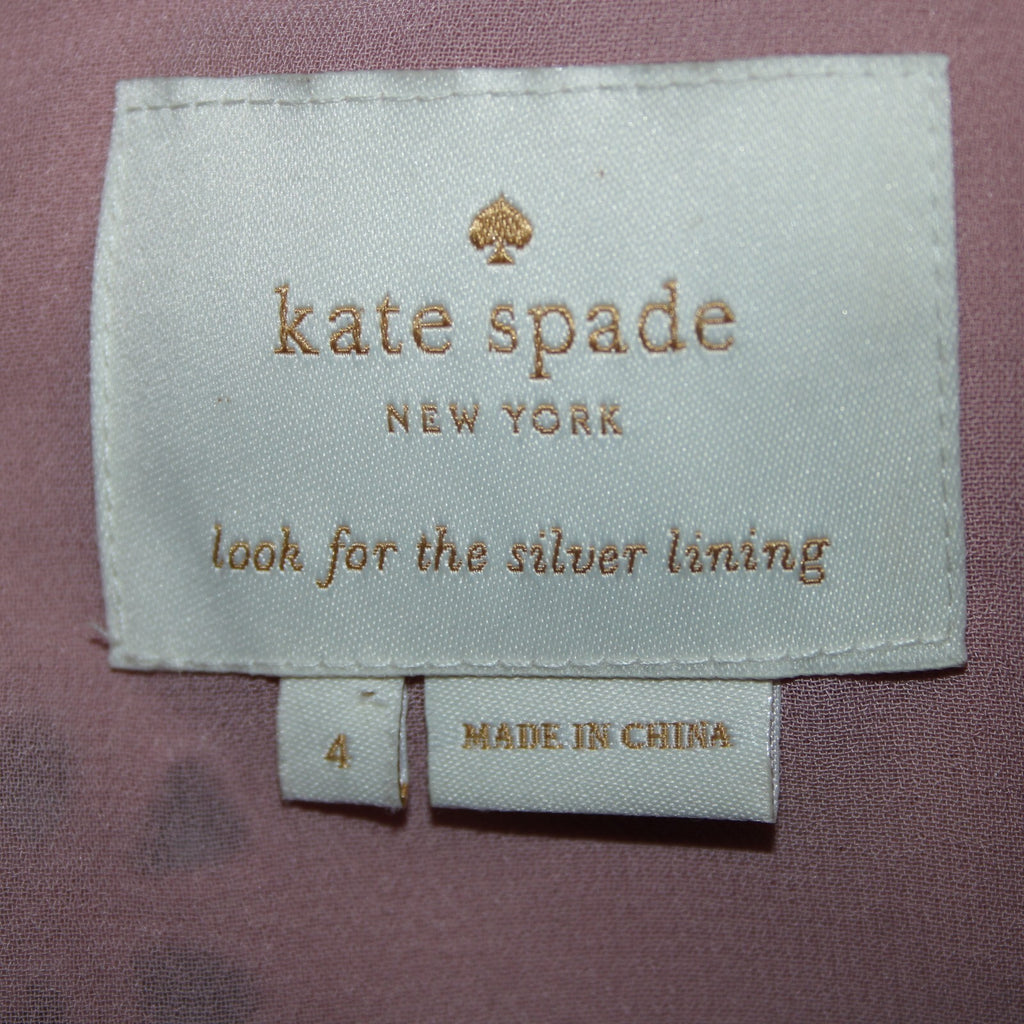 kate spade
NEW YORK
look for the silver lining
4
MADE IN CHINA